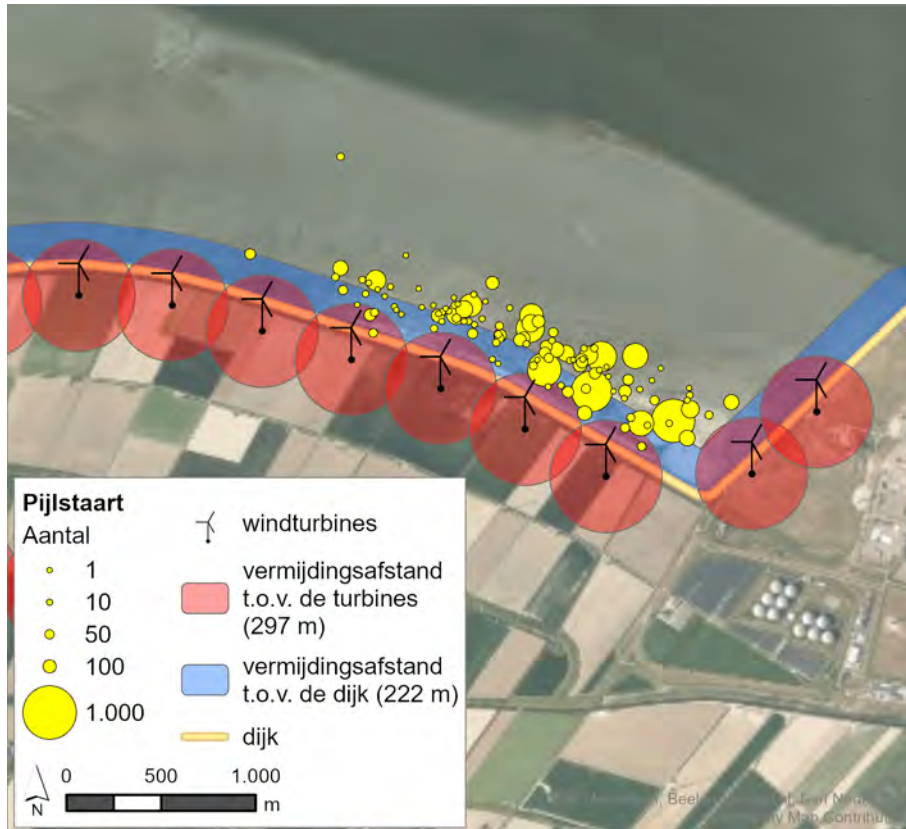 Pijlstaart
Aantal
1
10
50
100
1.000
windturbines
vermijdingsafstand
t.o.v. de turbines
(297 m)
vermijdingsafstand
t.o.v. de dijk (222 m)
dijk
0 500 1.000
m
N